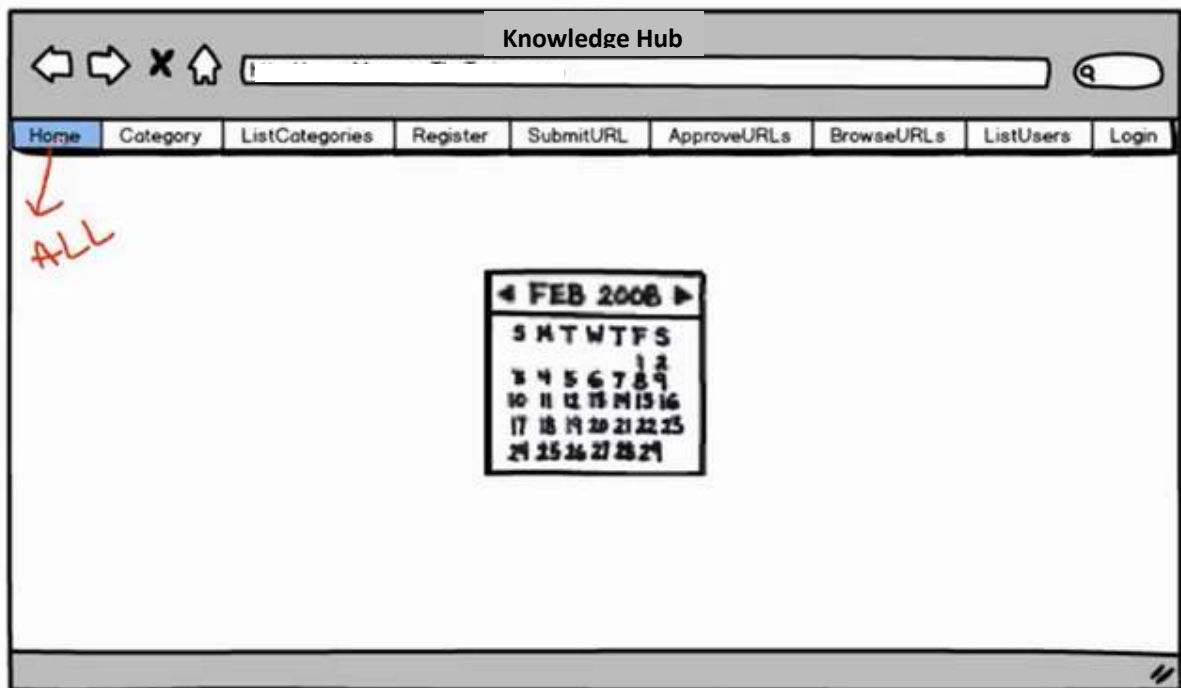 Knowledge Hub
Home Category ListCategories Register SubmitURL ApproveURLs BrowseURLs ListUsers Login
ALL
FEB 2008
S M T W T F S
1 2
3 4 5 6 7 8 9
10 11 12 13 14 15 16
17 18 19 20 21 22 23
24 25 26 27 28 29